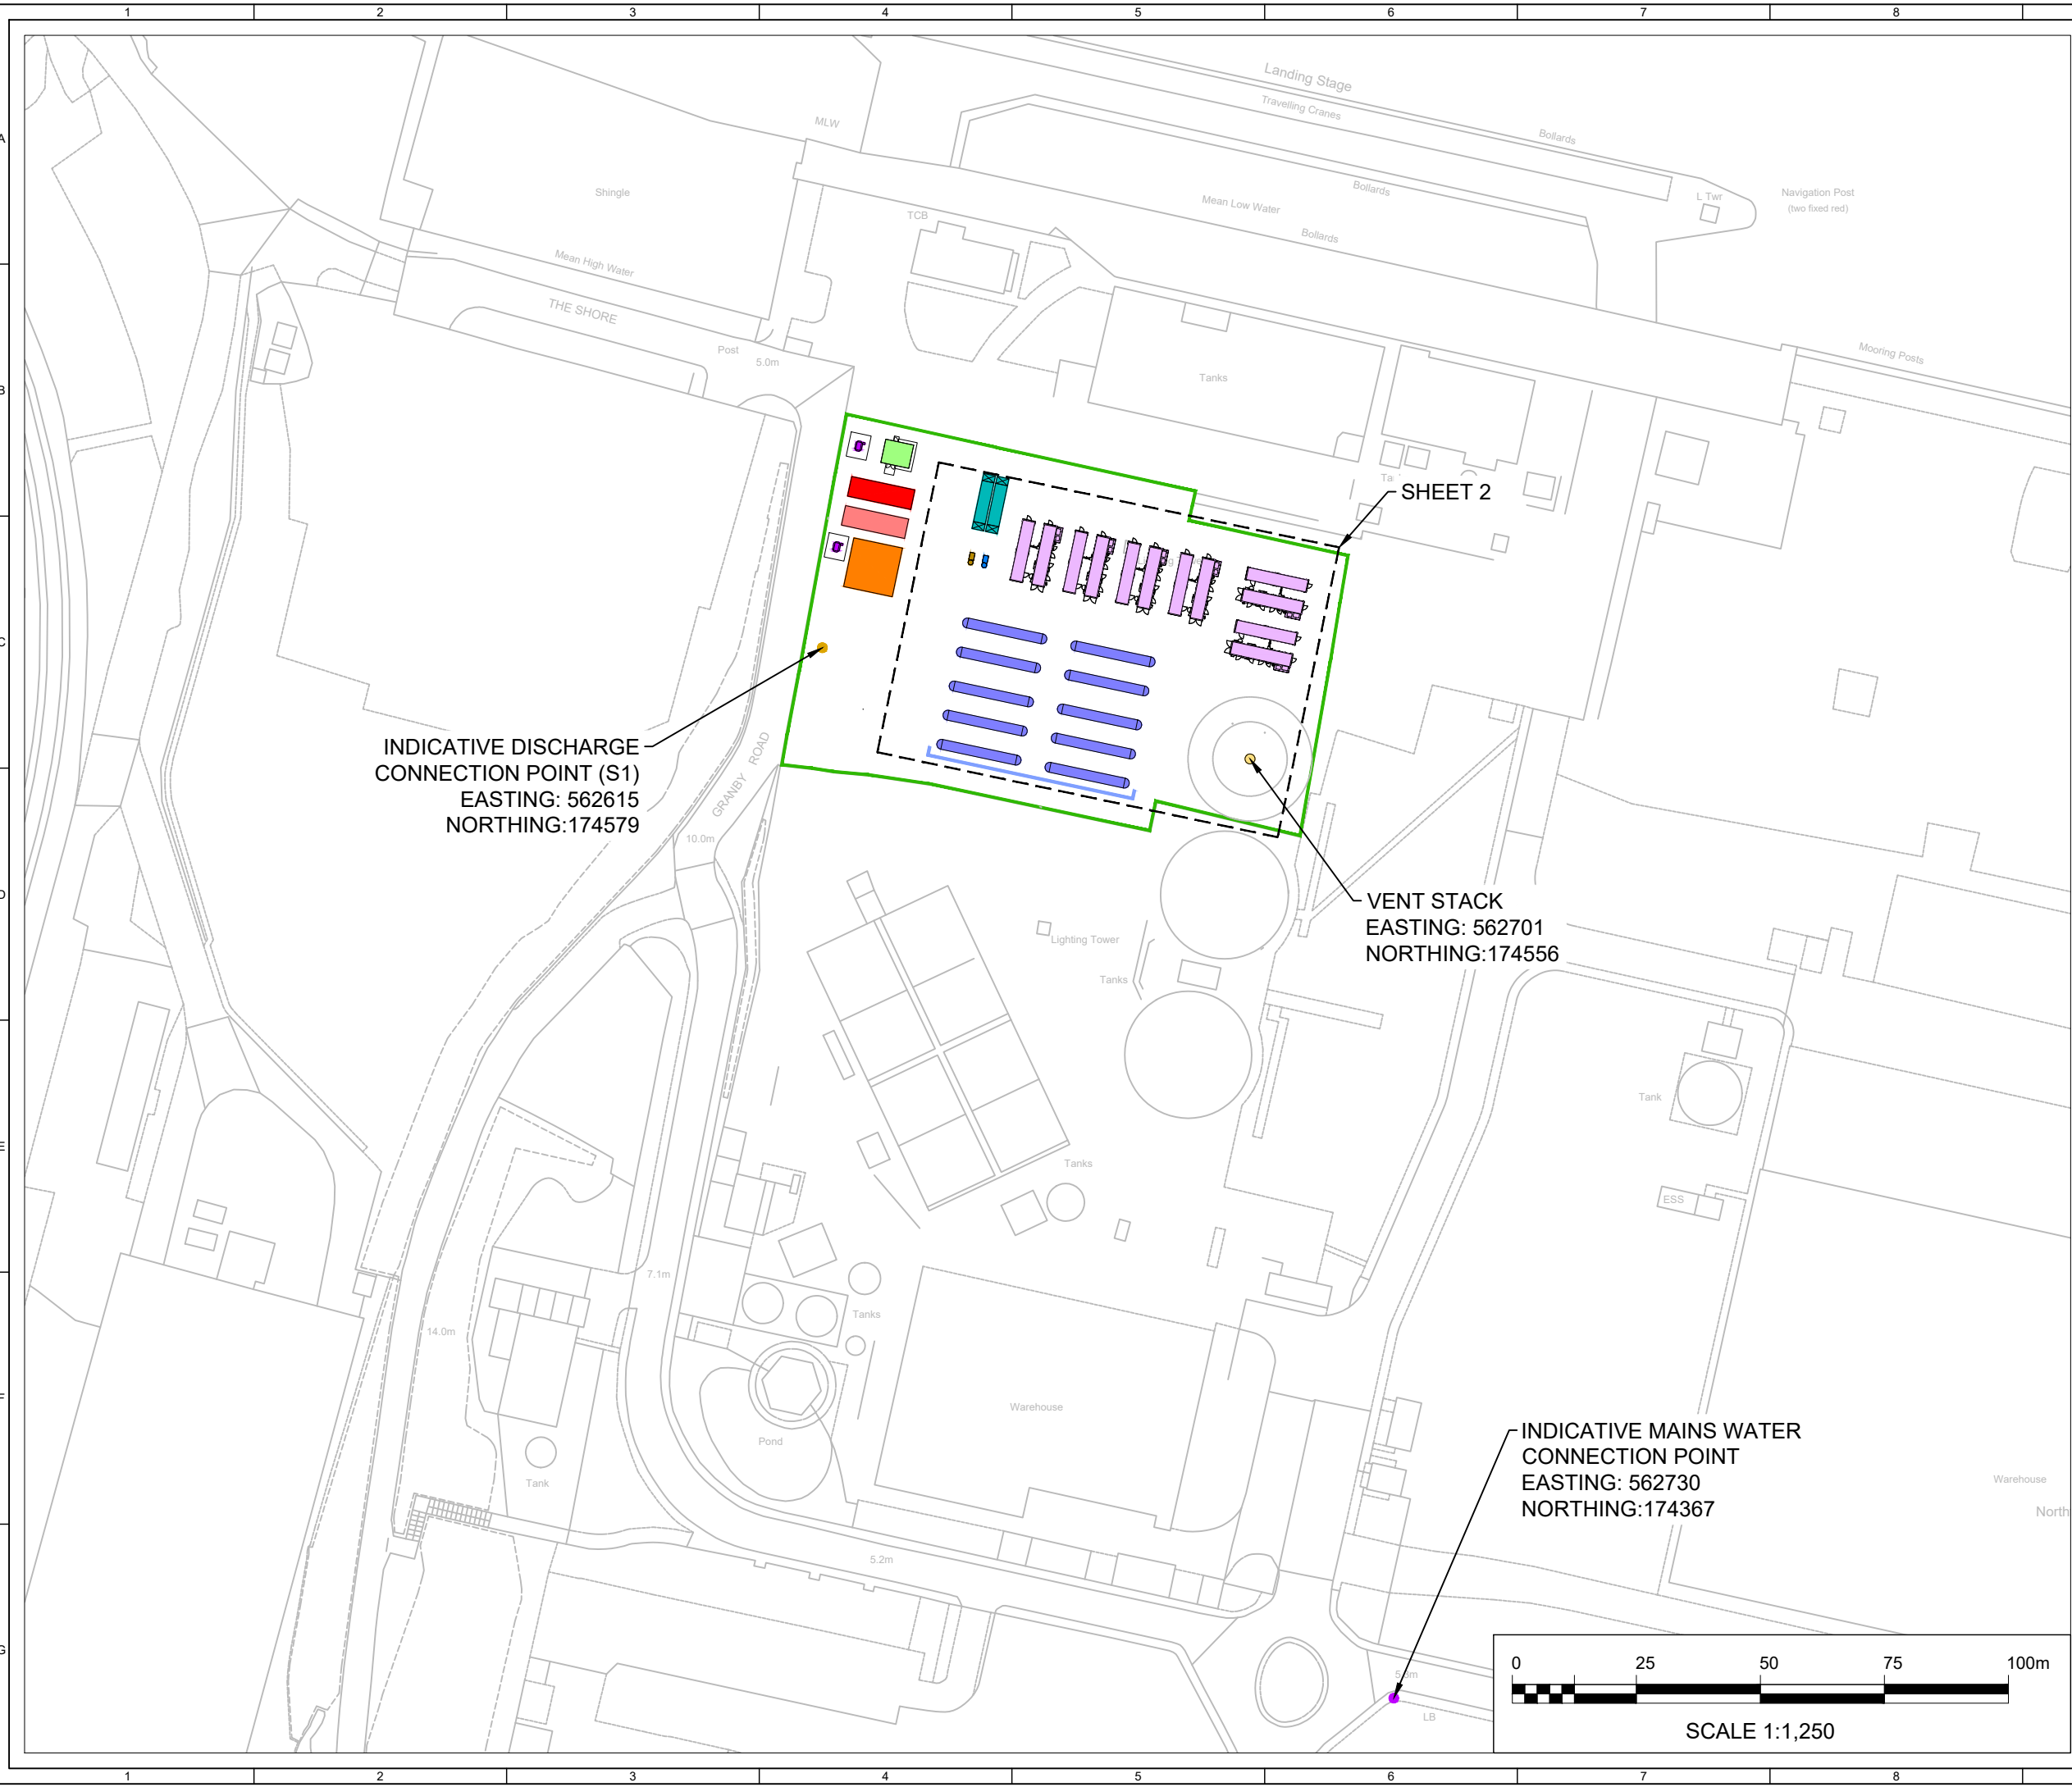 1 2 3 4 5 6 7 8
Landing Stage
Travelling Cranes
Bollards
MLW
A
Shingle
Bollards
L Twr
Navigation Post
(two fixed red)
Mean Low Water
TCB
Bollards
Mean High Water
THE SHORE
Post
5.0m
Mooring Posts
Tanks
B
SHEET 2
C
INDICATIVE DISCHARGE
CONNECTION POINT (S1)
EASTING: 562615
NORTHING:174579
GRANBY ROAD
10.0m
D
VENT STACK
EASTING: 562701
NORTHING:174556
Lighting Tower
Tanks
Tank
E
Tanks
ESS
7.1m
Tanks
14.0m
F
Warehouse
Pond
Tank
INDICATIVE MAINS WATER
CONNECTION POINT
EASTING: 562730
NORTHING:174367
Warehouse
North
5.2m
G
LB
0 25 50 75 100m
SCALE 1:1,250
1 2 3 4 5 6 7 8